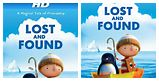 HD
A Magical Tale of Friendship
LOST AND
FOUND
LOST AND
FOUND